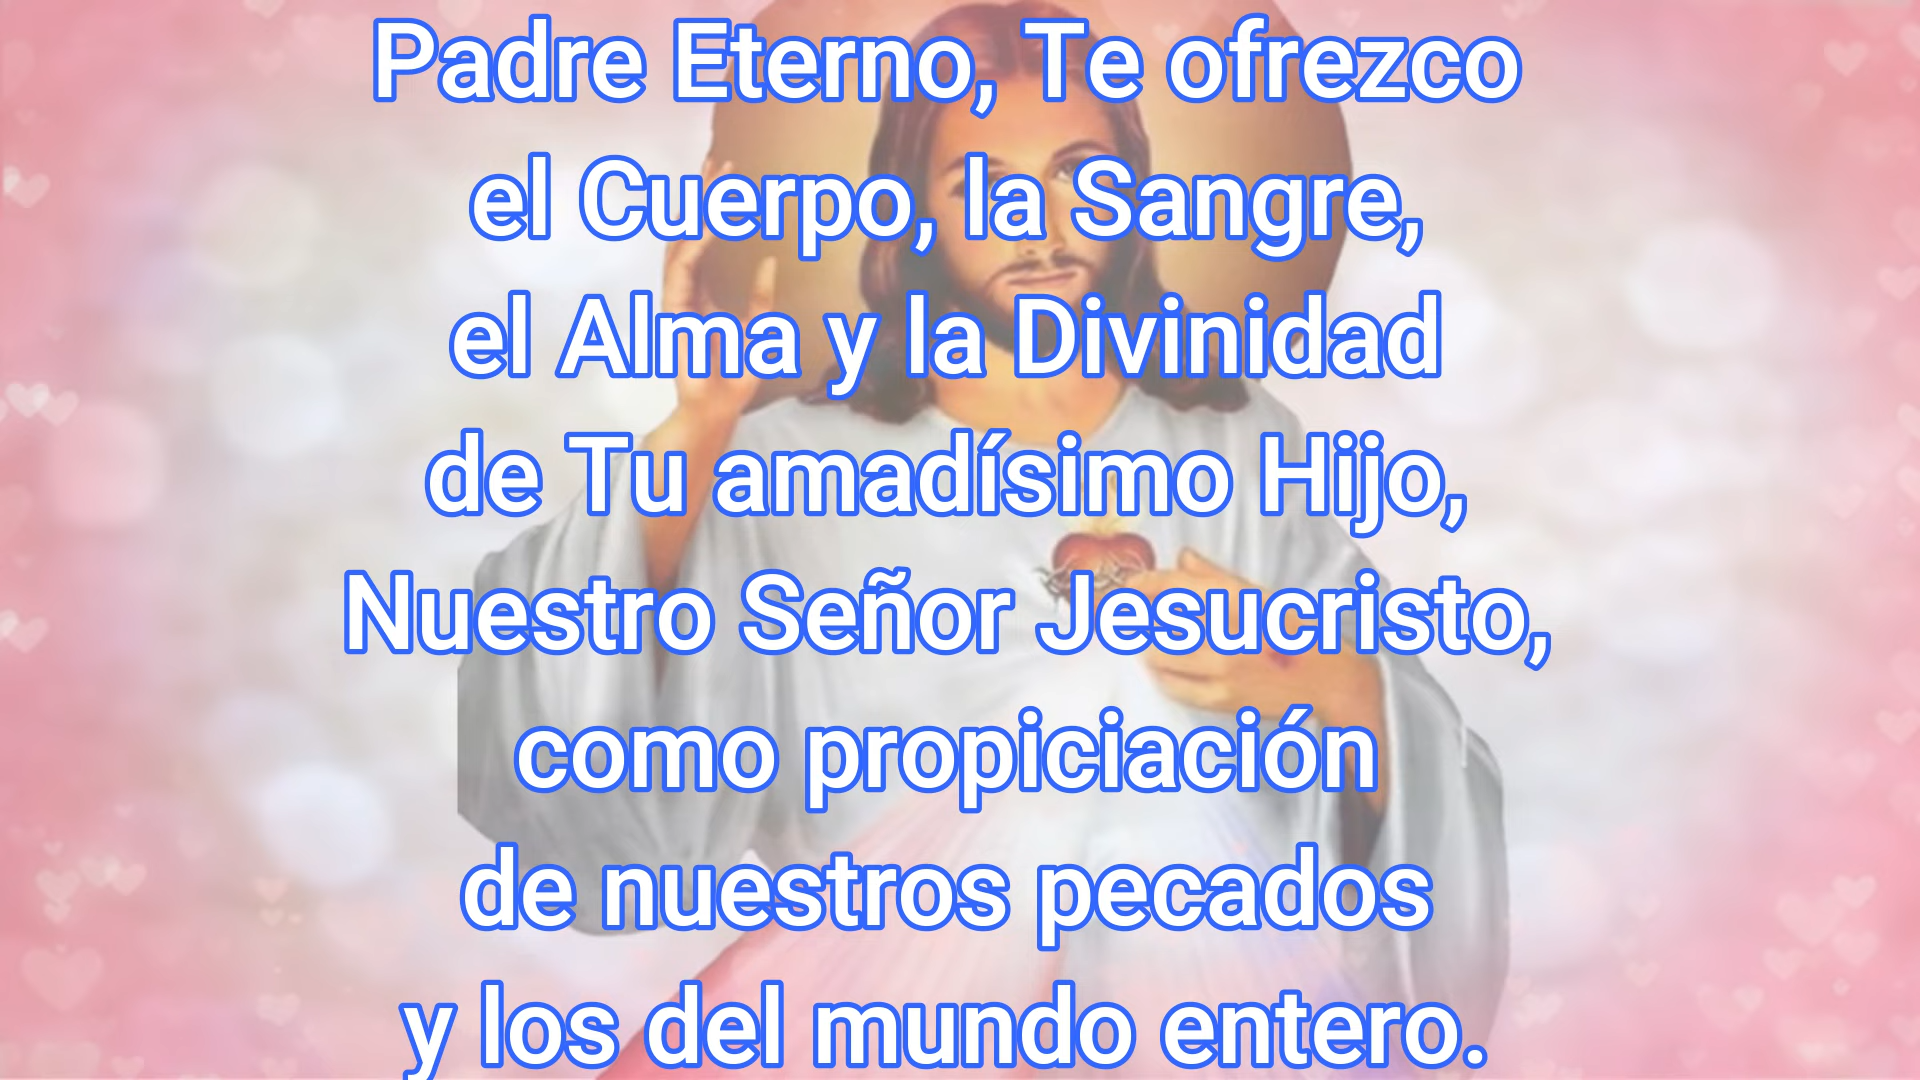 Padre Eterno, Te ofrezco
el Cuerpo, la Sangre,
el Alma y la Divinidad
de Tu amadísimo Hijo,
Nuestro Señor Jesucristo,
como propiciación
de nuestros pecados
y los del mundo entero.